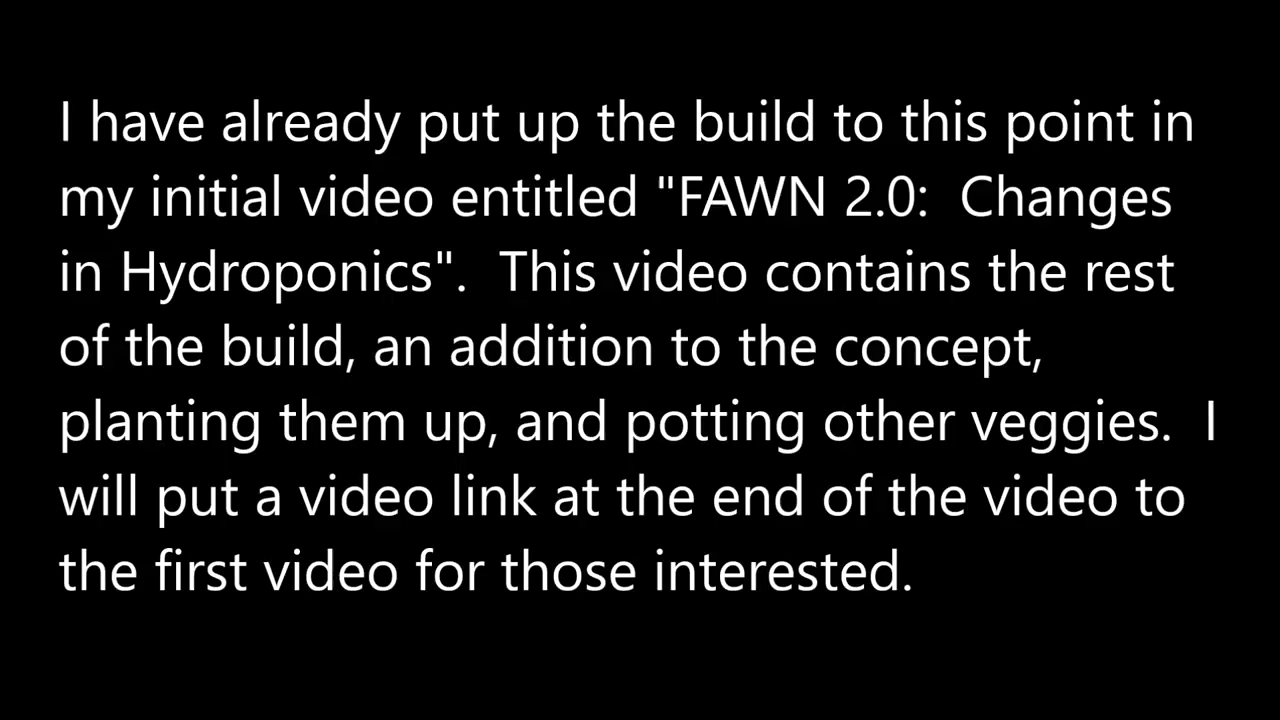 I have already put up the build to this point in
my initial video entitled "FAWN 2.0:  Changes
in Hydroponics".  This video contains the rest
of the build, an addition to the concept,
planting them up, and potting other veggies.  I
will put a video link at the end of the video to
the first video for those interested.